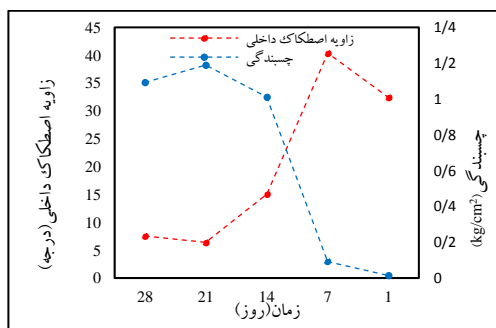 زاویه اصطکاک داخلی
چسبندگی
زاویه اصطکاک داخلی(درجه)
45
40
35
30
25
20
15
10
5
0
1/4
1/2
1
0/8
0/6
0/4
0/2
0
چسبندگی
(kg/cm²)
28 21 14 7 1
زمان(روز)